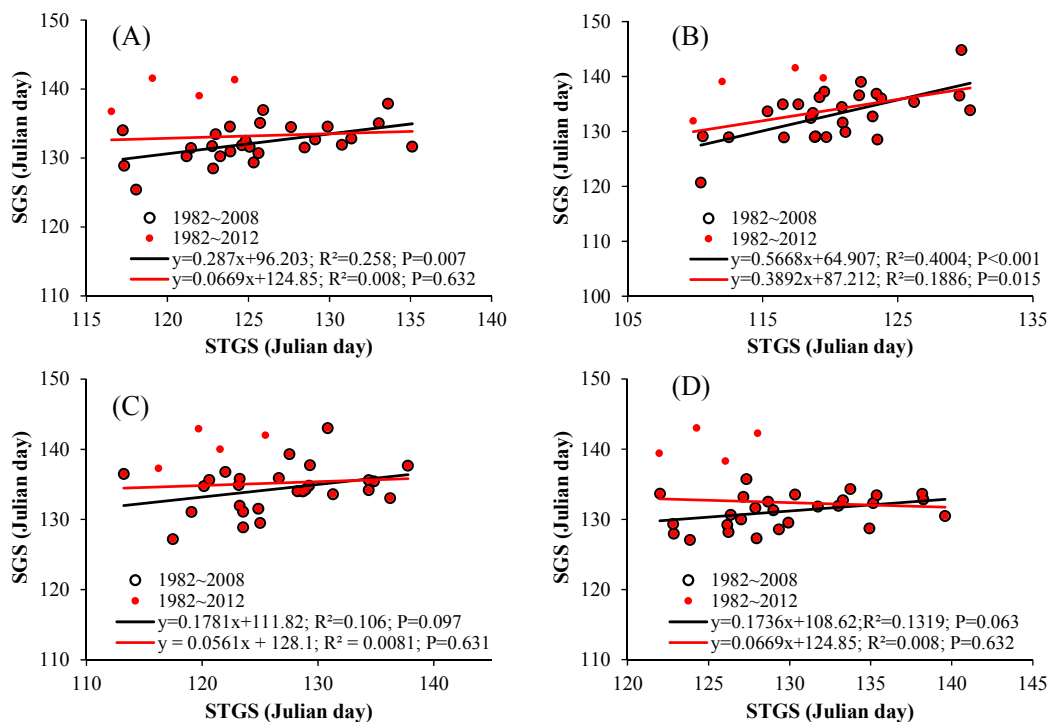 (A)
SGS (Julian day)
150
140
130
120
110
1982~2008
1982~2012
y=0.287x+96.203; R²=0.258; P=0.007
y=0.0669x+124.85; R²=0.008; P=0.632
115 120 125 130 135 140
STGS (Julian day)
(B)
SGS (Julian day)
150
140
130
120
110
100
1982~2008
1982~2012
y=0.5668x+64.907; R²=0.4004; P<0.001
y=0.3892x+87.212; R²=0.1886; P=0.015
105 115 125 135
STGS (Julian day)
(C)
SGS (Julian day)
150
140
130
120
110
1982~2008
1982~2012
y=0.1781x+111.82; R²=0.106; P=0.097
y = 0.0561x + 128.1; R² = 0.0081; P=0.631
110 120 130 140
STGS (Julian day)
(D)
SGS (Julian day)
150
140
130
120
110
1982~2008
1982~2012
y=0.1736x+108.62;R²=0.1319; P=0.063
y=0.0669x+124.85; R²=0.008; P=0.632
120 125 130 135 140 145
STGS (Julian day)